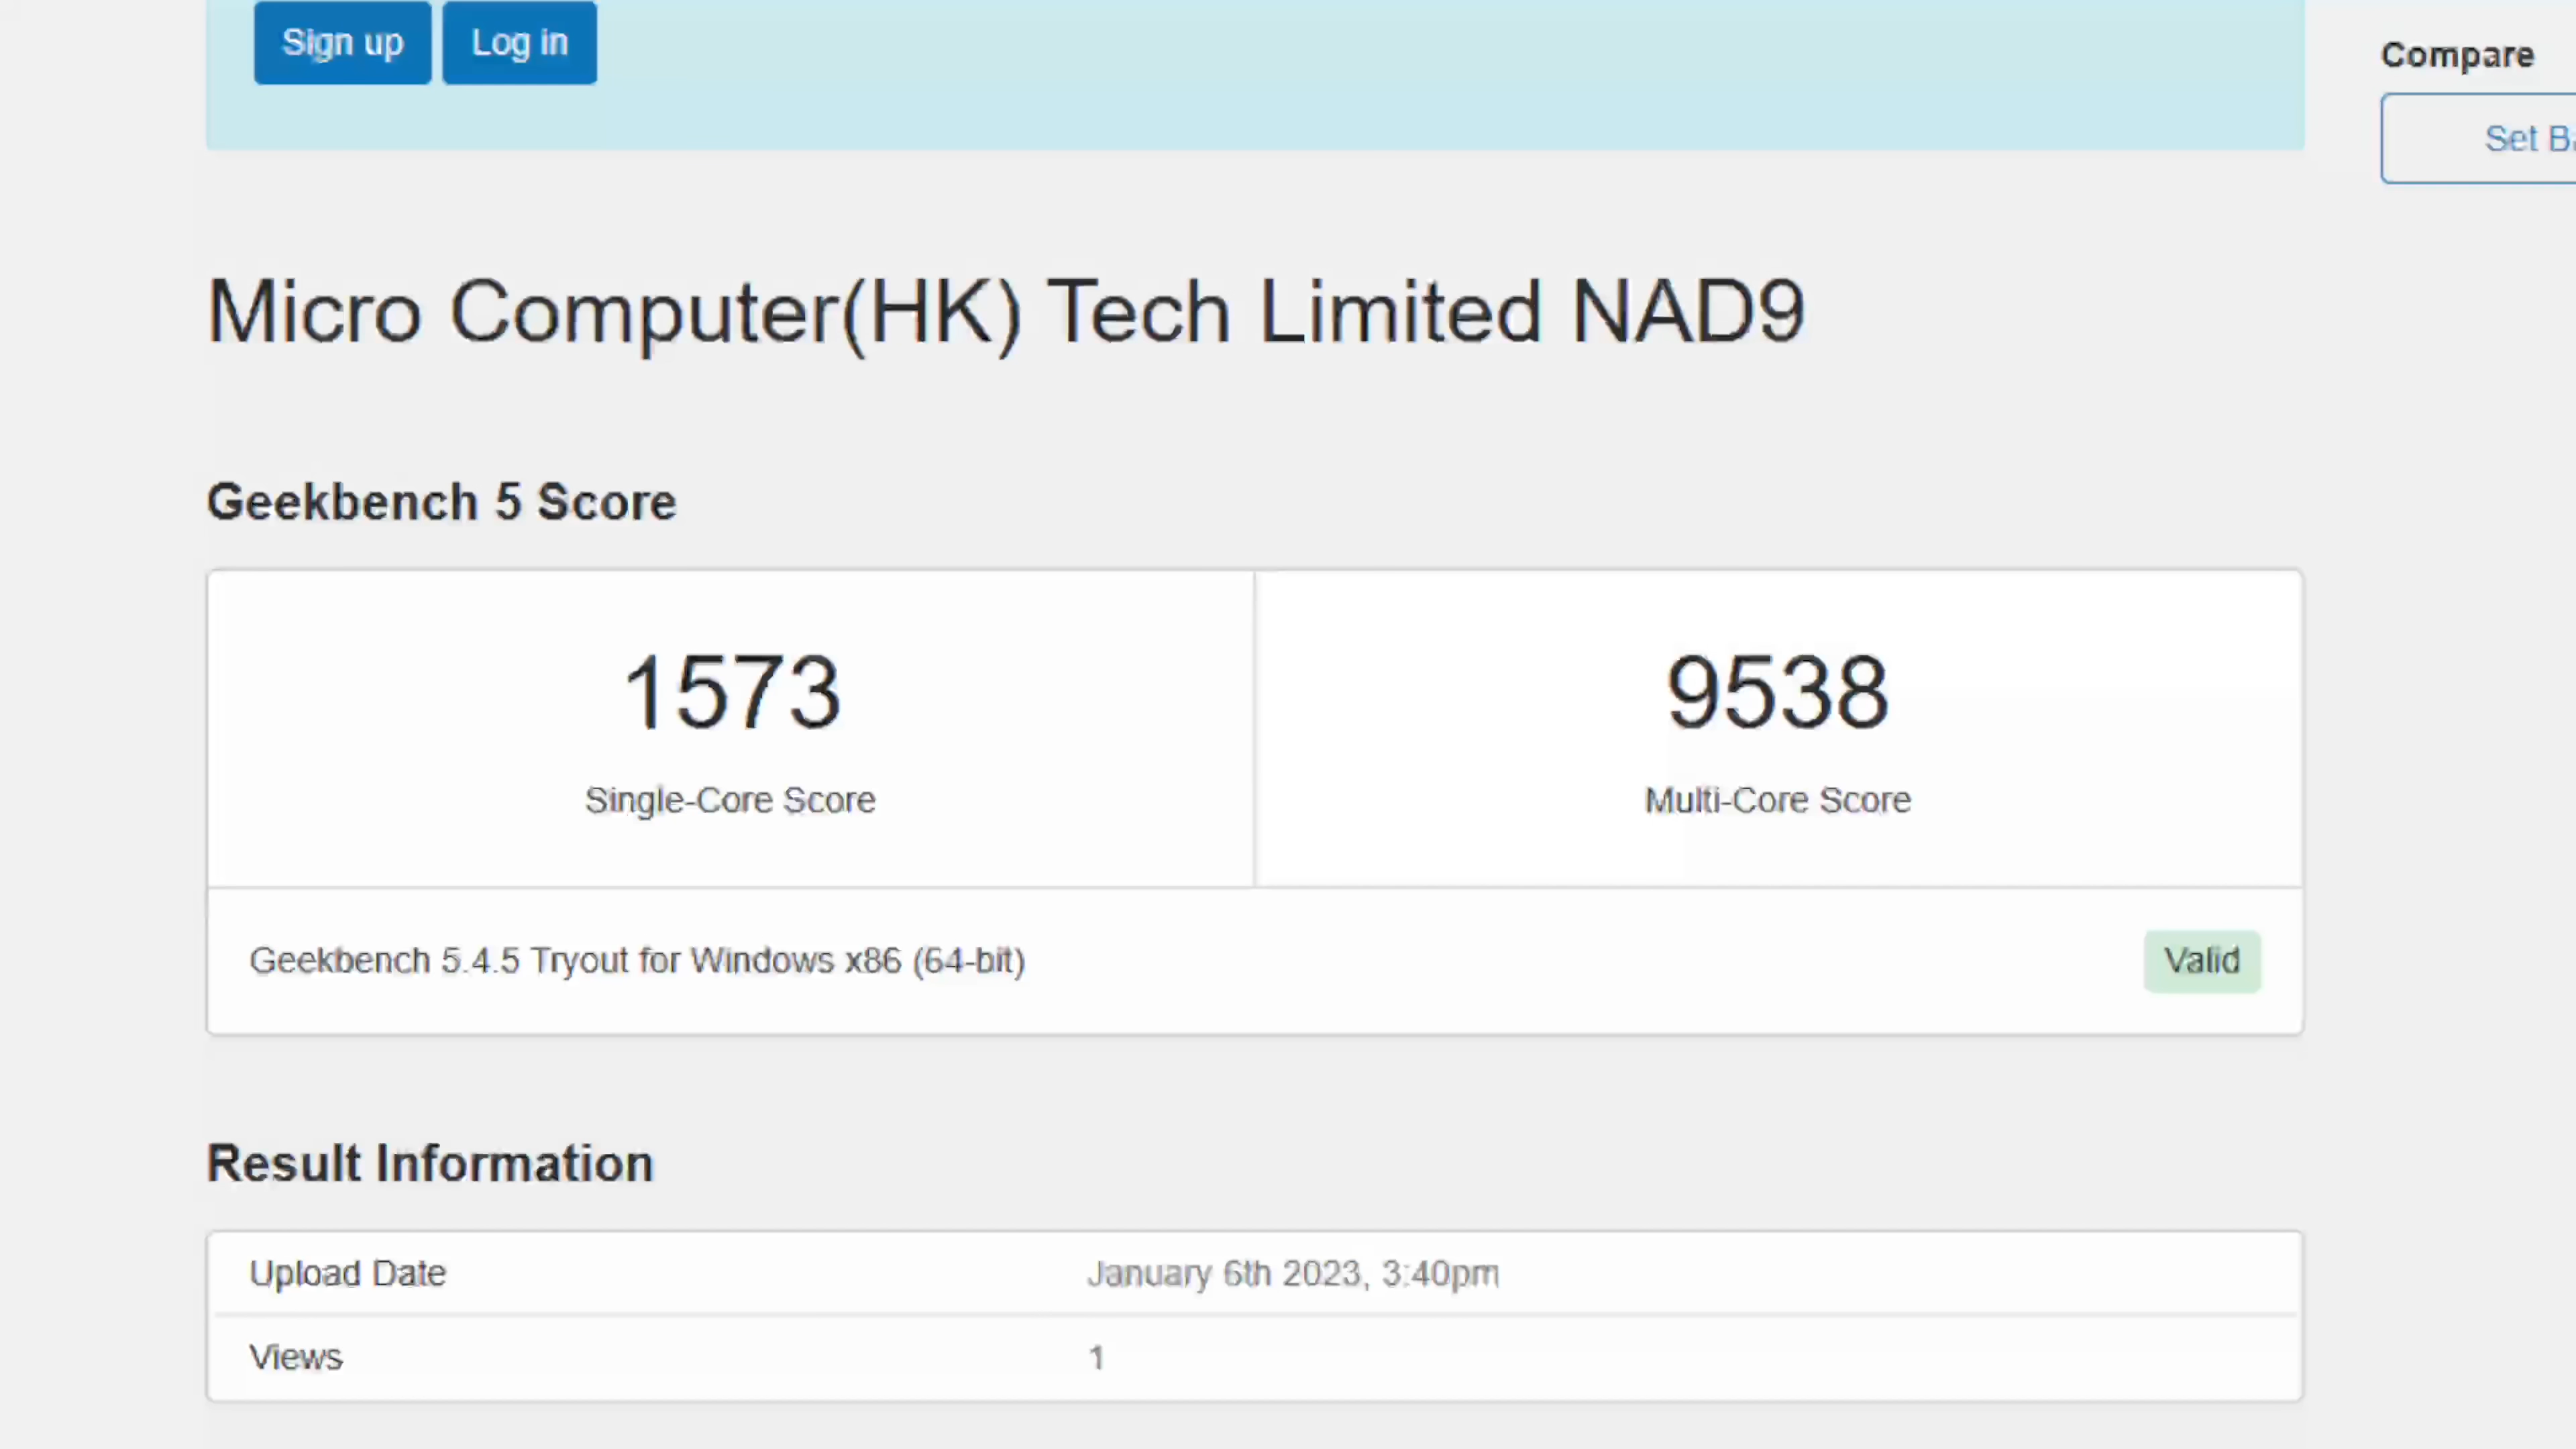 Sign up Log in
Compare
Set
Micro Computer(HK) Tech Limited NAD9
Geekbench 5 Score
1573 9538
Single-Core Score Multi-Core Score
Geekbench 5.4.5 Tryout for Windows x86 (64-bit) Valid
Result Information
Upload Date January 6th 2023, 3:40pm
Views 1